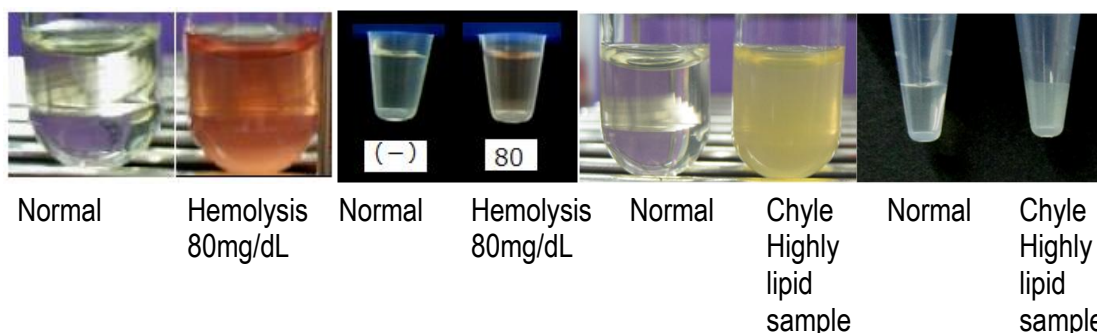 (-)
80
Normal
Hemolysis
80mg/dL
Normal
Hemolysis
80mg/dL
Normal
Chyle
Highly
lipid
sample
Normal
Chyle
Highly
lipid
sample